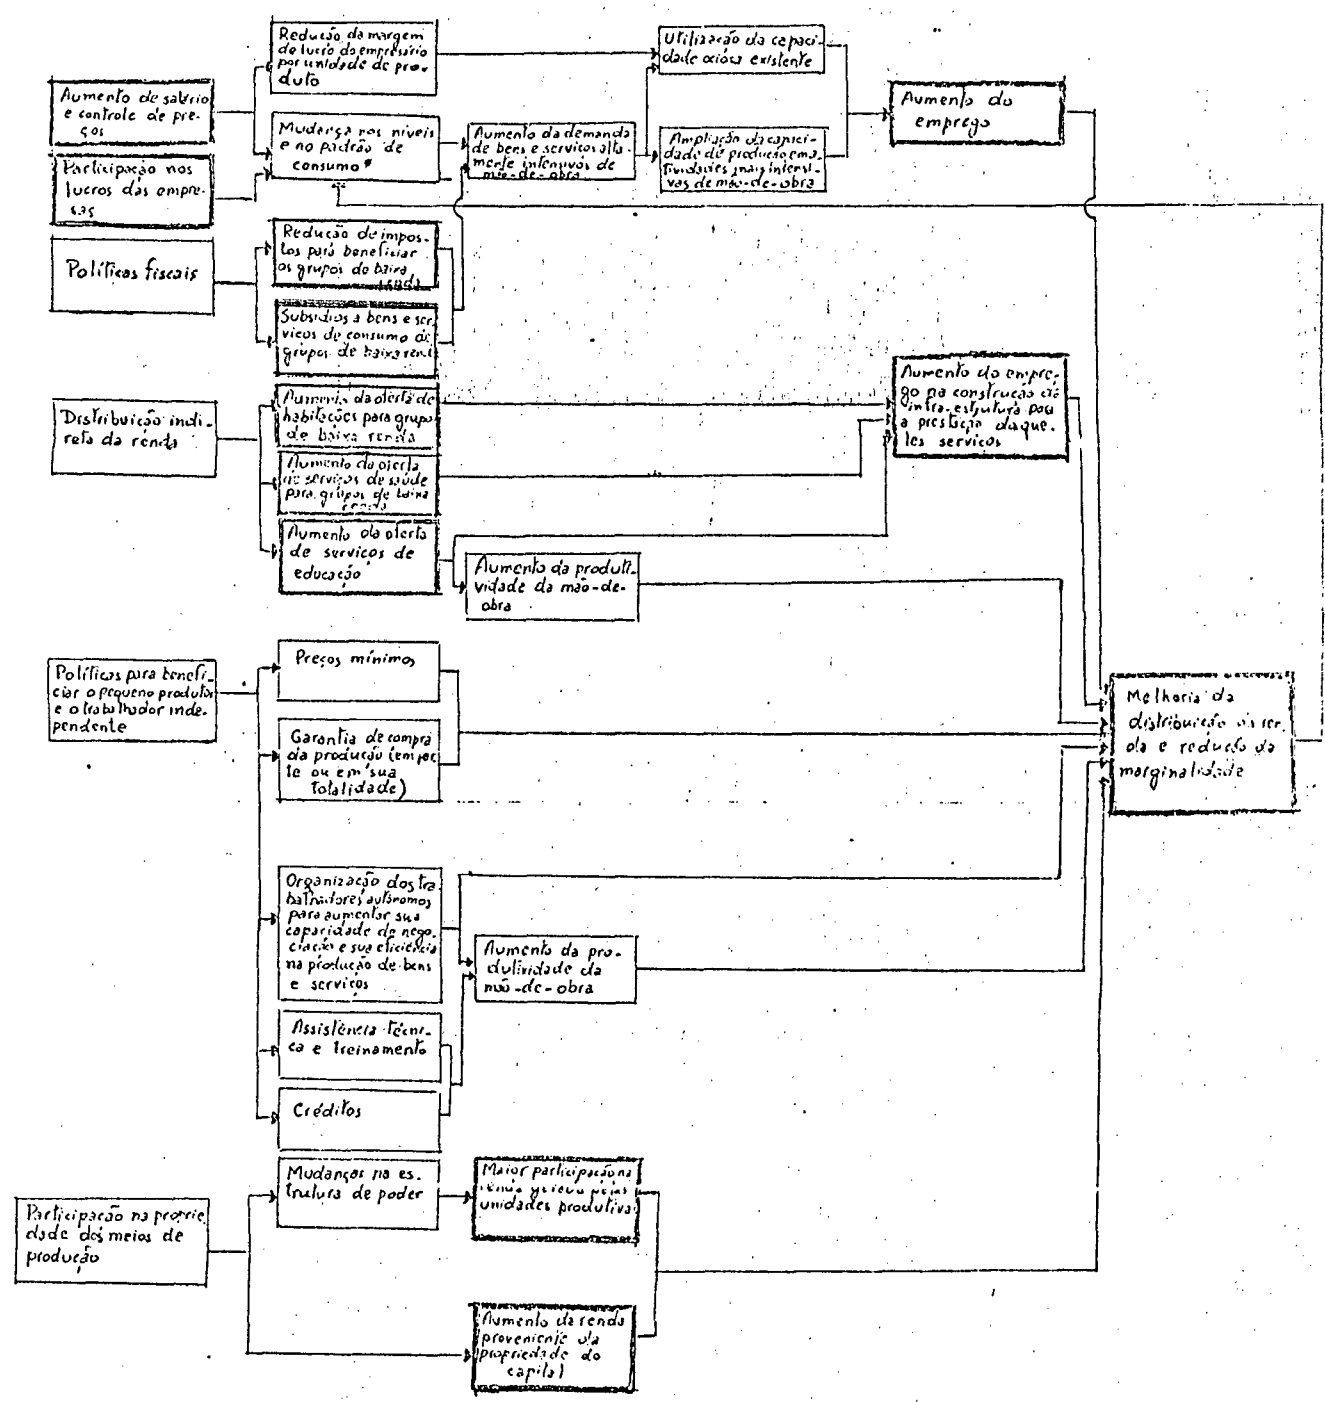 Redução da margem
de lucro do empresário
por unidade de pro-
duto
Utilização da capaci-
dade ociosa existente
Aumento de salário
e controle de pre-
ços
Aumento do
emprego
Mudança nos níveis
e no padrão de
consumo*
Aumento da demanda
de bens e serviços alta-
mente intensivos de
mão-de-obra
Ampliação da capaci-
dade de produção em a-
tividades mais intensi-
vas de mão-de-obra
Participação nos
lucros das empre-
sas
Redução de impos-
tos para beneficiar
os grupos de baixa
renda
Políticas fiscais
Subsídios a bens e ser
viços de consumo de
grupos de baixa rend
Aumento do empre-
go na construção da
infra-estrutura para
a prestação daque-
les serviços
Distribuição indi-
reta da renda
Aumento da oferta de
habitações para grupo
de baixa renda
Aumento da oferta
de serviços de saúde
para grupos de baixa
renda
Aumento da oferta
de serviços de
educação
Aumento da produti-
vidade da mão-de-
obra
Políticas para benefi-
ciar o pequeno produtor
e o trabalhador inde-
pendente
Preços mínimos
Garantia de compra
da produção (em par
te ou em sua
totalidade)
Melhoria da
distribuição da ren
da e redução da
marginalidade
Organização dos tra
balhadores autônomos
para aumentar sua
capacidade de nego-
ciação e sua eficiência
na produção de bens
e serviços
Aumento da pro-
dutividade da
mão-de-obra
Assistência técni-
ca e treinamento
Créditos
Mudanças na es-
trutura de poder
Maior participação na
renda pelas
unidades produtiva
Participação na proprie
dade dos meios de
produção
Aumento da renda
proveniente da
propriedade do
capital